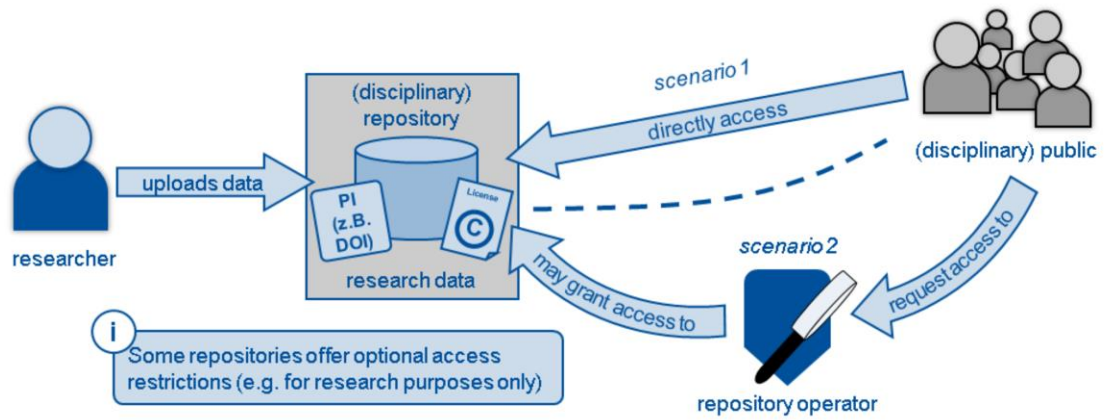 researcher
uploads data
(disciplinary)
repository
PI
(z.B.
DOI)
License
C
research data
scenario 1
directly access
(disciplinary) public
request access to
scenario 2
may grant access to
repository operator
i
Some repositories offer optional access
restrictions (e.g. for research purposes only)